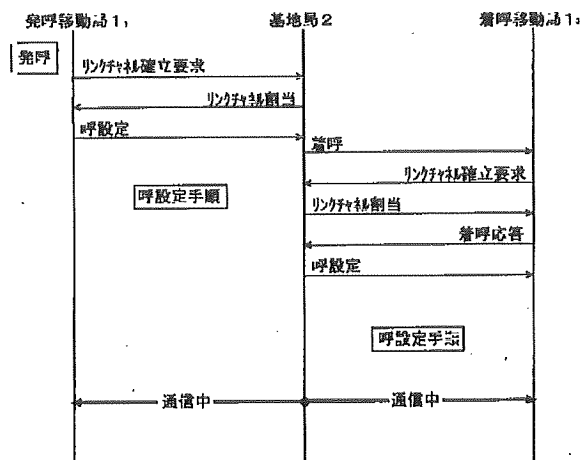 発呼移動局1₁ 基地局2 着呼移動局1₂
発呼
リンクチャネル確立要求
リンクチャネル割当
呼設定
着呼
リンクチャネル確立要求
呼設定手順
リンクチャネル割当
着呼応答
呼設定
呼設定手順
通信中 通信中